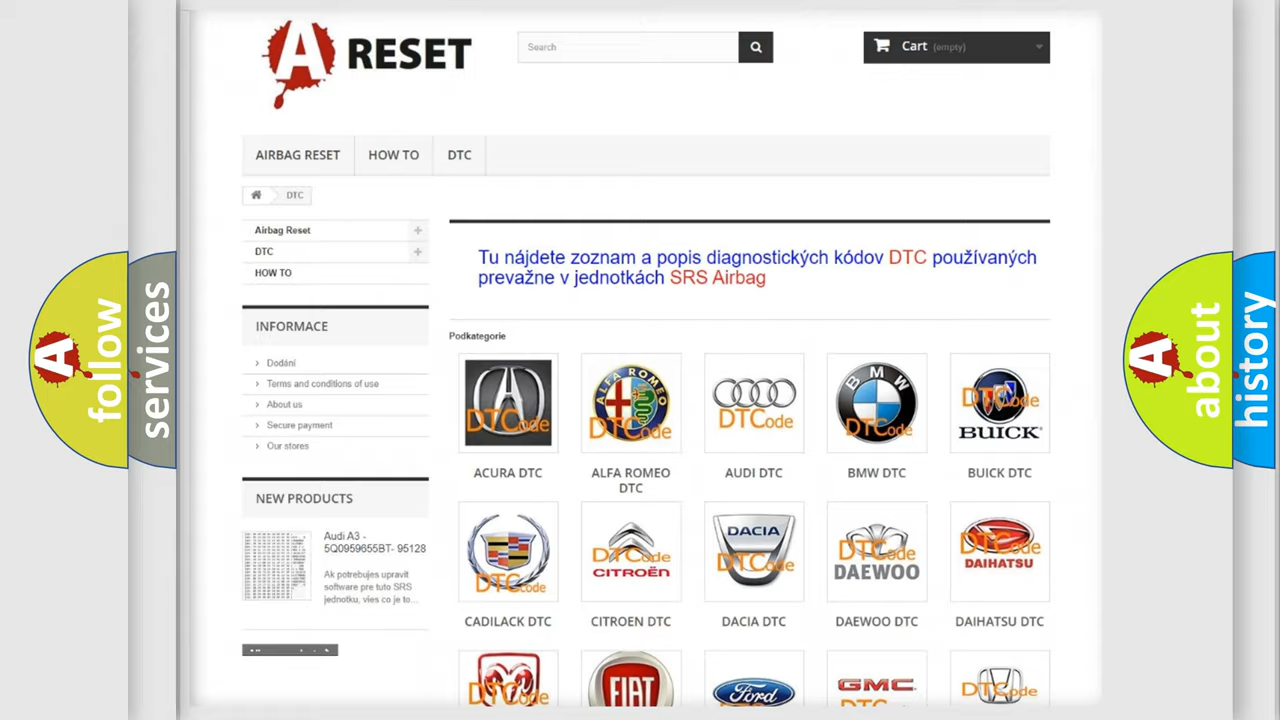 A RESET
Search
Cart (empty)
AIRBAG RESET
HOW TO
DTC
DTC
Airbag Reset
DTC
HOW TO
INFORMACE
Dodání
Terms and conditions of use
About us
Secure payment
Our stores
NEW PRODUCTS
Audi A3 -
5Q0959655BT- 95128
Ak potrebujes upravit
software pre tuto SRS
jednotku, vies co je to...
Tu nájdete zoznam a popis diagnostických kódov DTC používaných
prevažne v jednotkách SRS Airbag
Podkategorie
DTCode
ALFA ROMEO
DTCode
DTCode
BMW
DTCode
DTCode
BUICK
ACURA DTC
ALFA ROMEO
DTC
AUDI DTC
BMW DTC
BUICK DTC
DTCode
DTCode
CITROËN
DACIA
DTCode
DTCode
DAEWOO
DTCode
DAIHATSU
CADILACK DTC
CITROEN DTC
DACIA DTC
DAEWOO DTC
DAIHATSU DTC
DTCode
FIAT
Ford
GMC
DTCode
A follow
services
A about
history